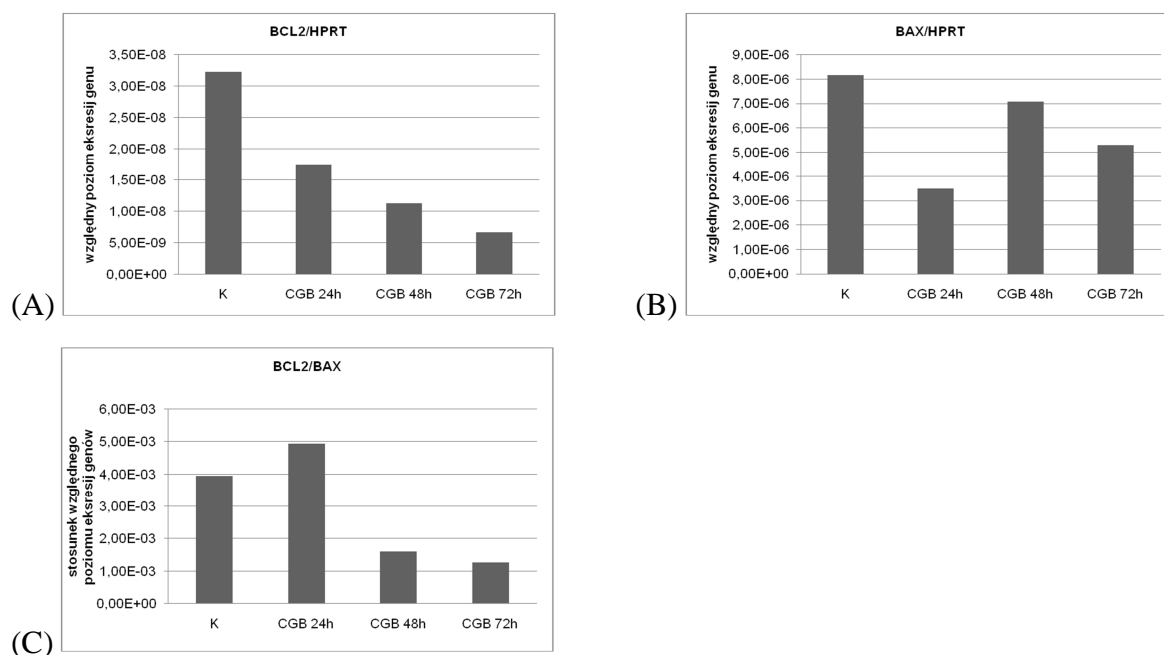 BCL2/HPRT
względny poziom eksresij genu
3,50E-08
3,00E-08
2,50E-08
2,00E-08
1,50E-08
1,00E-08
5,00E-09
0,00E+00
K CGB 24h CGB 48h CGB 72h
(A)
BAX/HPRT
względny poziom eksresij genu
9,00E-06
8,00E-06
7,00E-06
6,00E-06
5,00E-06
4,00E-06
3,00E-06
2,00E-06
1,00E-06
0,00E+00
K CGB 24h CGB 48h CGB 72h
(B)
BCL2/BAX
stosunek względnego
poziomu eksresij genów
6,00E-03
5,00E-03
4,00E-03
3,00E-03
2,00E-03
1,00E-03
0,00E+00
K CGB 24h CGB 48h CGB 72h
(C)